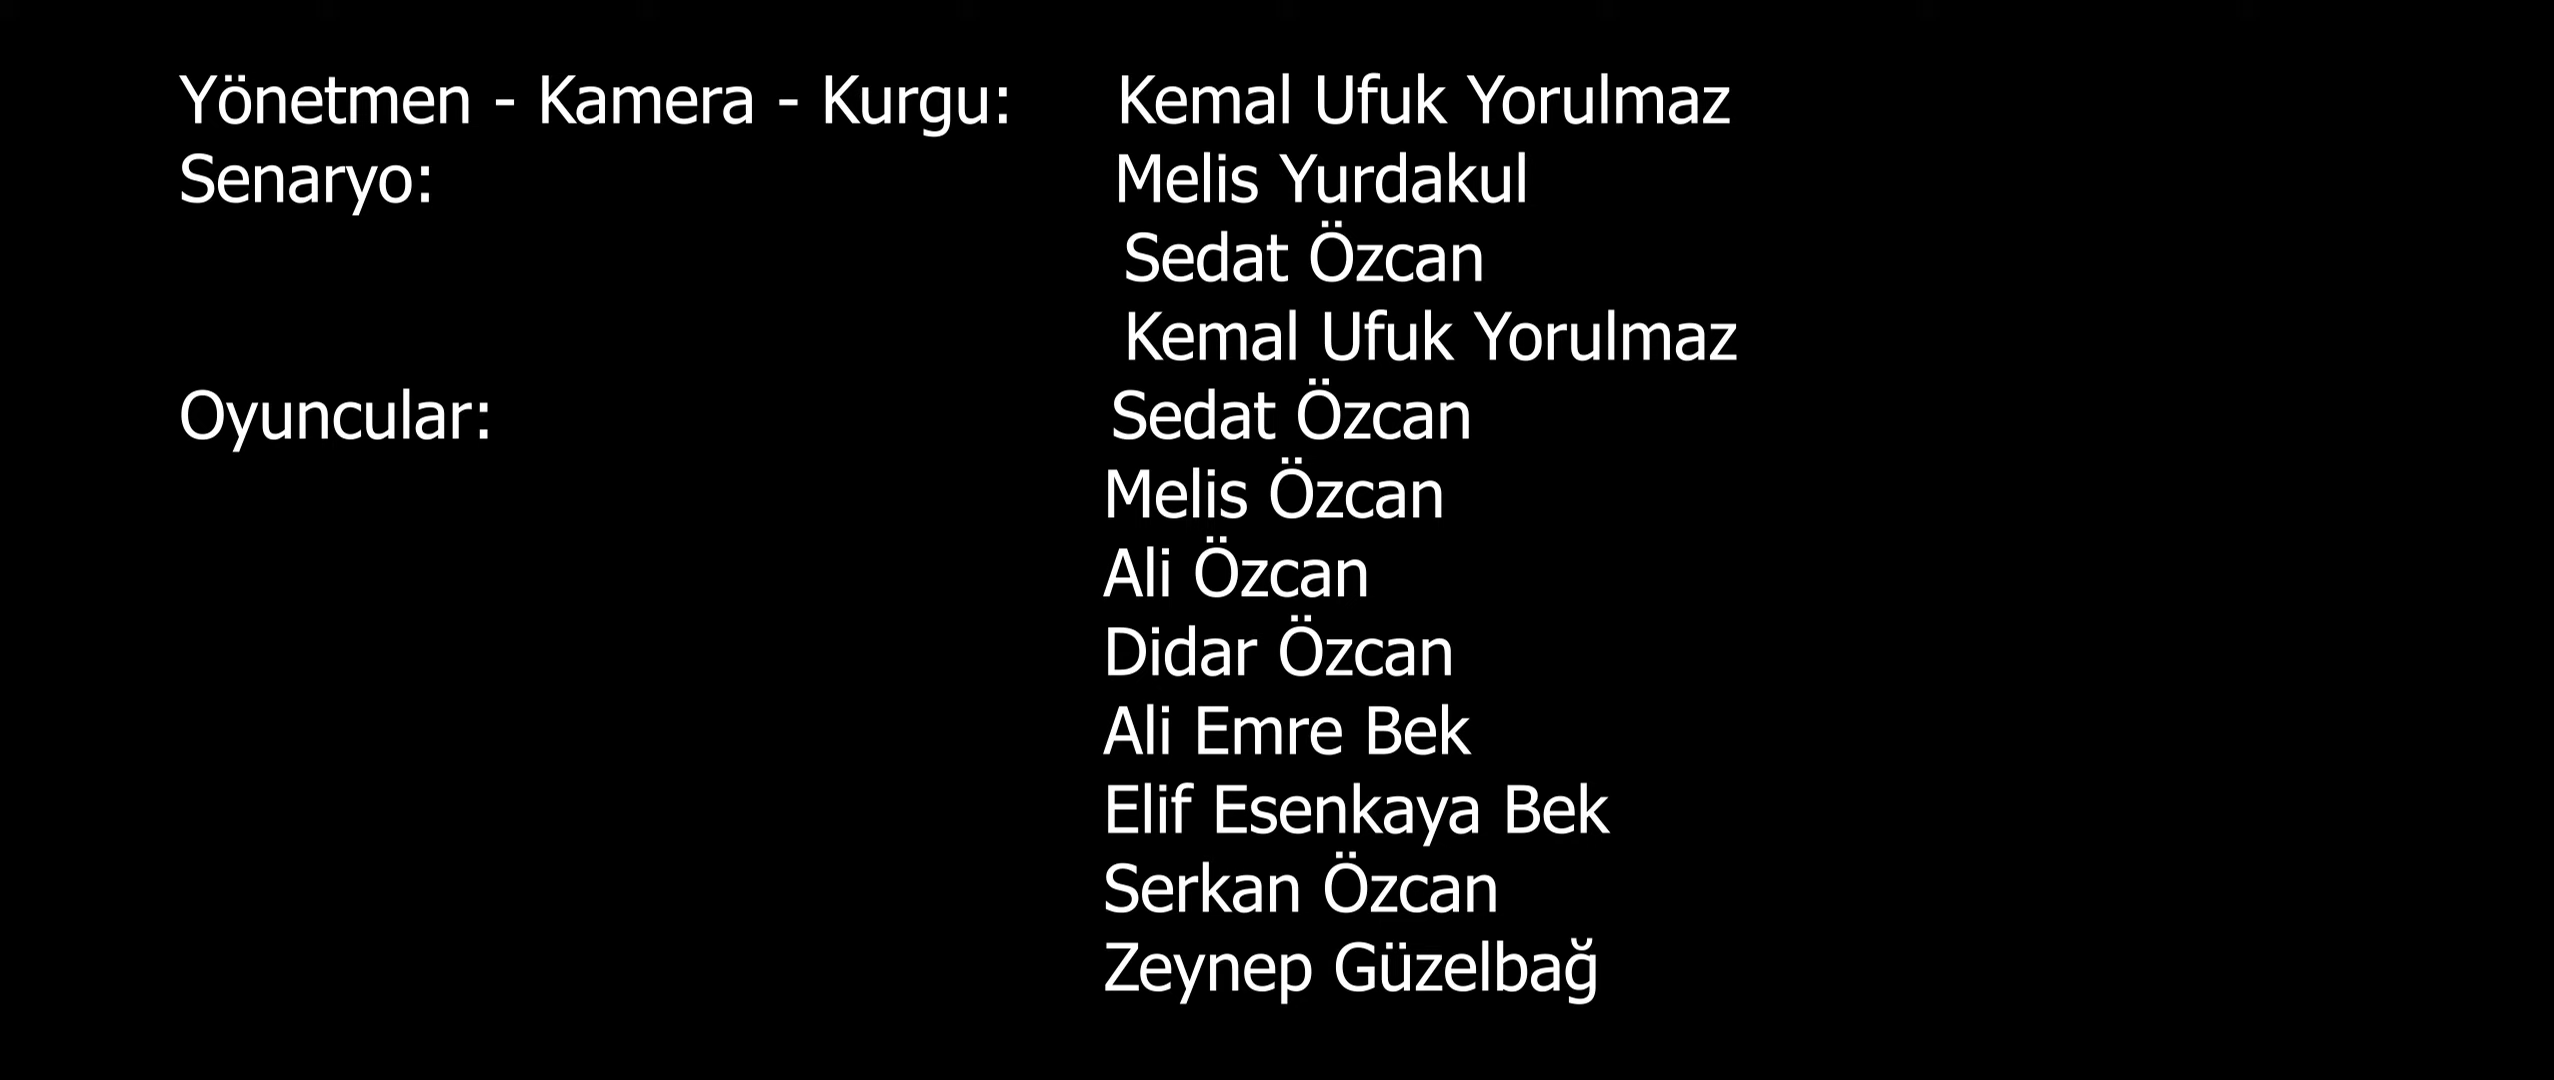 Yönetmen - Kamera - Kurgu: Kemal Ufuk Yorulmaz
Senaryo: Melis Yurdakul
Sedat Özcan
Kemal Ufuk Yorulmaz
Oyuncular: Sedat Özcan
Melis Özcan
Ali Özcan
Didar Özcan
Ali Emre Bek
Elif Esenkaya Bek
Serkan Özcan
Zeynep Güzelbağ